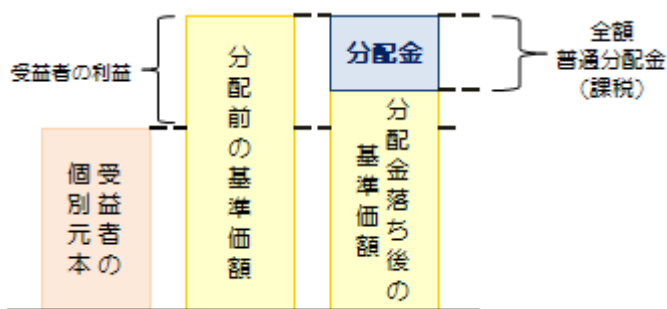 受益者の利益
受益者の
個別元本
分配前の基準価額
分配金
分配金落ち後の
基準価額
全額
普通分配金
(課税)